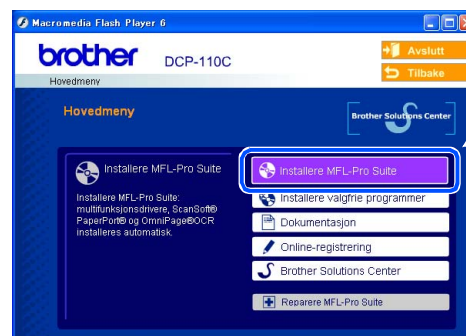 Macromedia Flash Player 6
brother
DCP-110C
Avslutt
Tilbake
Hovedmeny
Hovedmeny
Brother Solutions Center
Installere MFL-Pro Suite
Installere MFL-Pro Suite:
multifunksjonsdrivere, ScanSoft®
PaperPort® og OmniPage®OCR
installeres automatisk.
Installere MFL-Pro Suite
Installere valgfrie programmer
Dokumentasjon
Online-registrering
Brother Solutions Center
Reparere MFL-Pro Suite